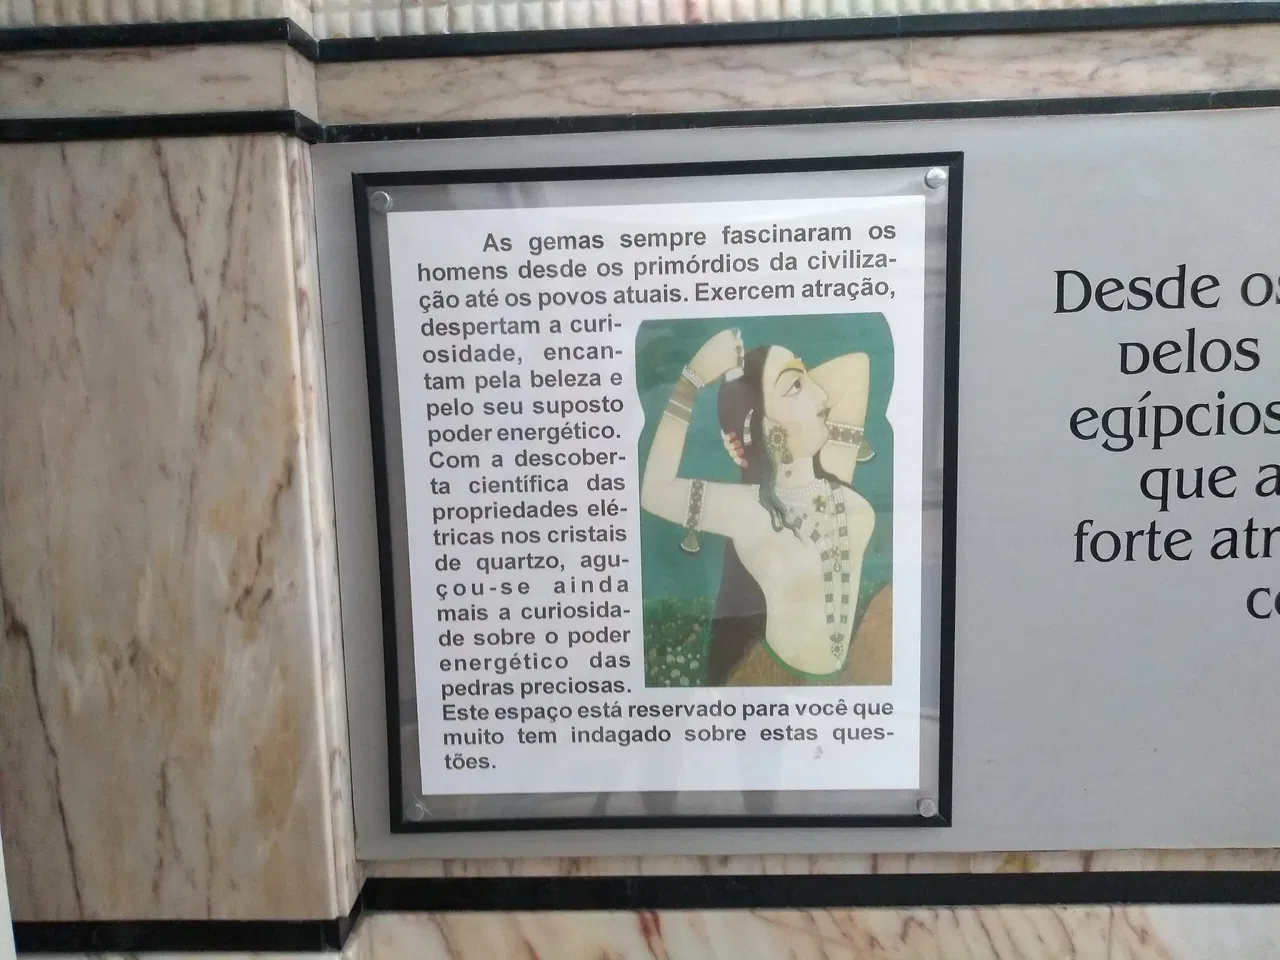 As gemas sempre fascinaram os
homens desde os primórdios da civiliza-
ção até os povos atuais. Exercem atração,
despertam a curi-
osidade, encan-
tam pela beleza e
pelo seu suposto
poder energético.
Com a descober-
ta científica das
propriedades elé-
tricas nos cristais
de quartzo, agu-
çou-se ainda
mais a curiosida-
de sobre o poder
energético das
pedras preciosas.
Este espaço está reservado para você que
muito tem indagado sobre estas ques-
tões.
Desde os
pelos
egípcios
que a
forte atr
co